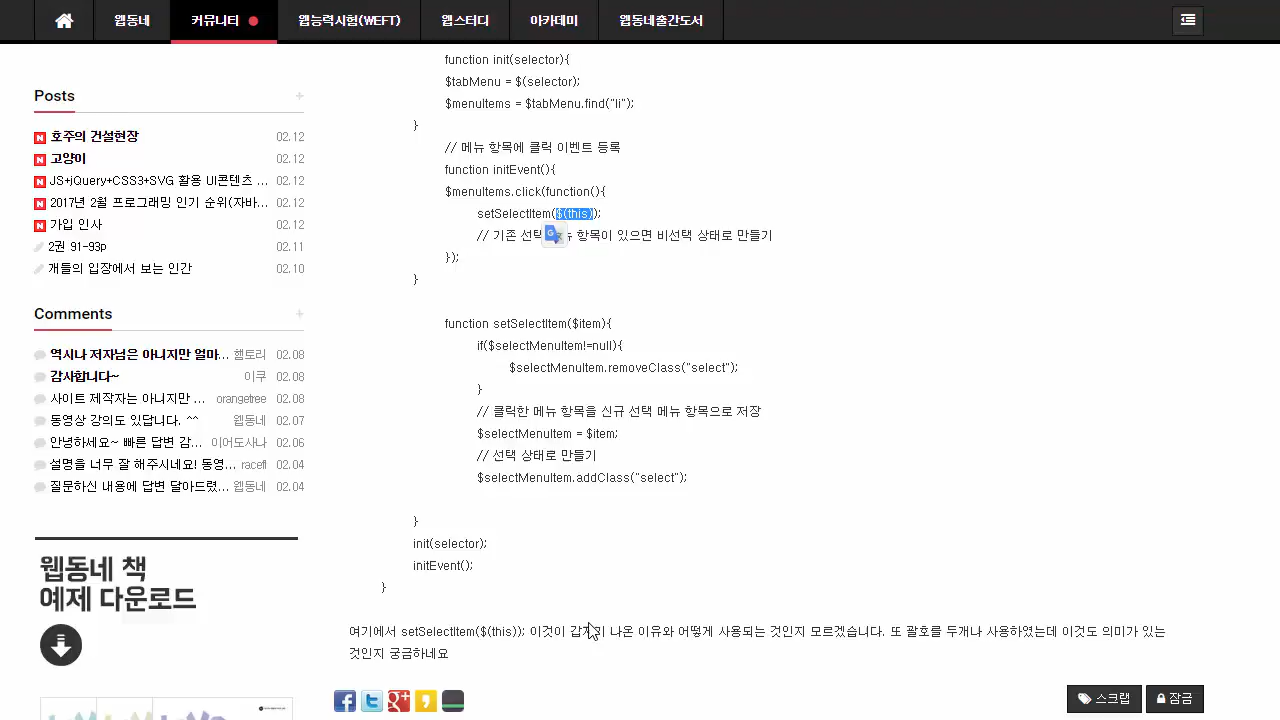 웹동네 커뮤니티 웹능력시험(WEFT) 웹스터디 아카데미 웹동네출간도서
Posts +
호주의 건설현장 02.12
고양이 02.12
JS+jQuery+CSS3+SVG 활용 UI콘텐츠 ... 02.12
2017년 2월 프로그래밍 인기 순위(자바... 02.12
가입 인사 02.12
2권 91-93p 02.11
개들의 입장에서 보는 인간 02.10
Comments +
역시나 저자님은 아니지만 얼마... 햄토리 02.08
감사합니다~ 이쿠 02.08
사이트 제작자는 아니지만 ... orangetree 02.08
동영상 강의도 있답니다. ^^ 웹동네 02.07
안녕하세요~ 빠른 답변 감... 이어도사나 02.06
설명을 너무 잘 해주시네요! 동영... racefl 02.04
질문하신 내용에 답변 달아드렸... 웹동네 02.04
웹동네 책
예제 다운로드
function init(selector){
$tabMenu = $(selector);
$menuItems = $tabMenu.find("li");
}
// 메뉴 항목에 클릭 이벤트 등록
function initEvent(){
$menuItems.click(function(){
setSelectItem($(this));
// 기존 선택 뉴 항목이 있으면 비선택 상태로 만들기
});
}
function setSelectItem($item){
if($selectMenuItem!=null){
$selectMenuItem.removeClass("select");
}
// 클릭한 메뉴 항목을 신규 선택 메뉴 항목으로 저장
$selectMenuItem = $item;
// 선택 상태로 만들기
$selectMenuItem.addClass("select");
}
init(selector);
initEvent();
}
여기에서 setSelectItem($(this)); 이것이 갑자기 나온 이유와 어떻게 사용되는 것인지 모르겠습니다. 또 괄호를 두개나 사용하였는데 이것도 의미가 있는
것인지 궁금하네요
스크랩 잠금